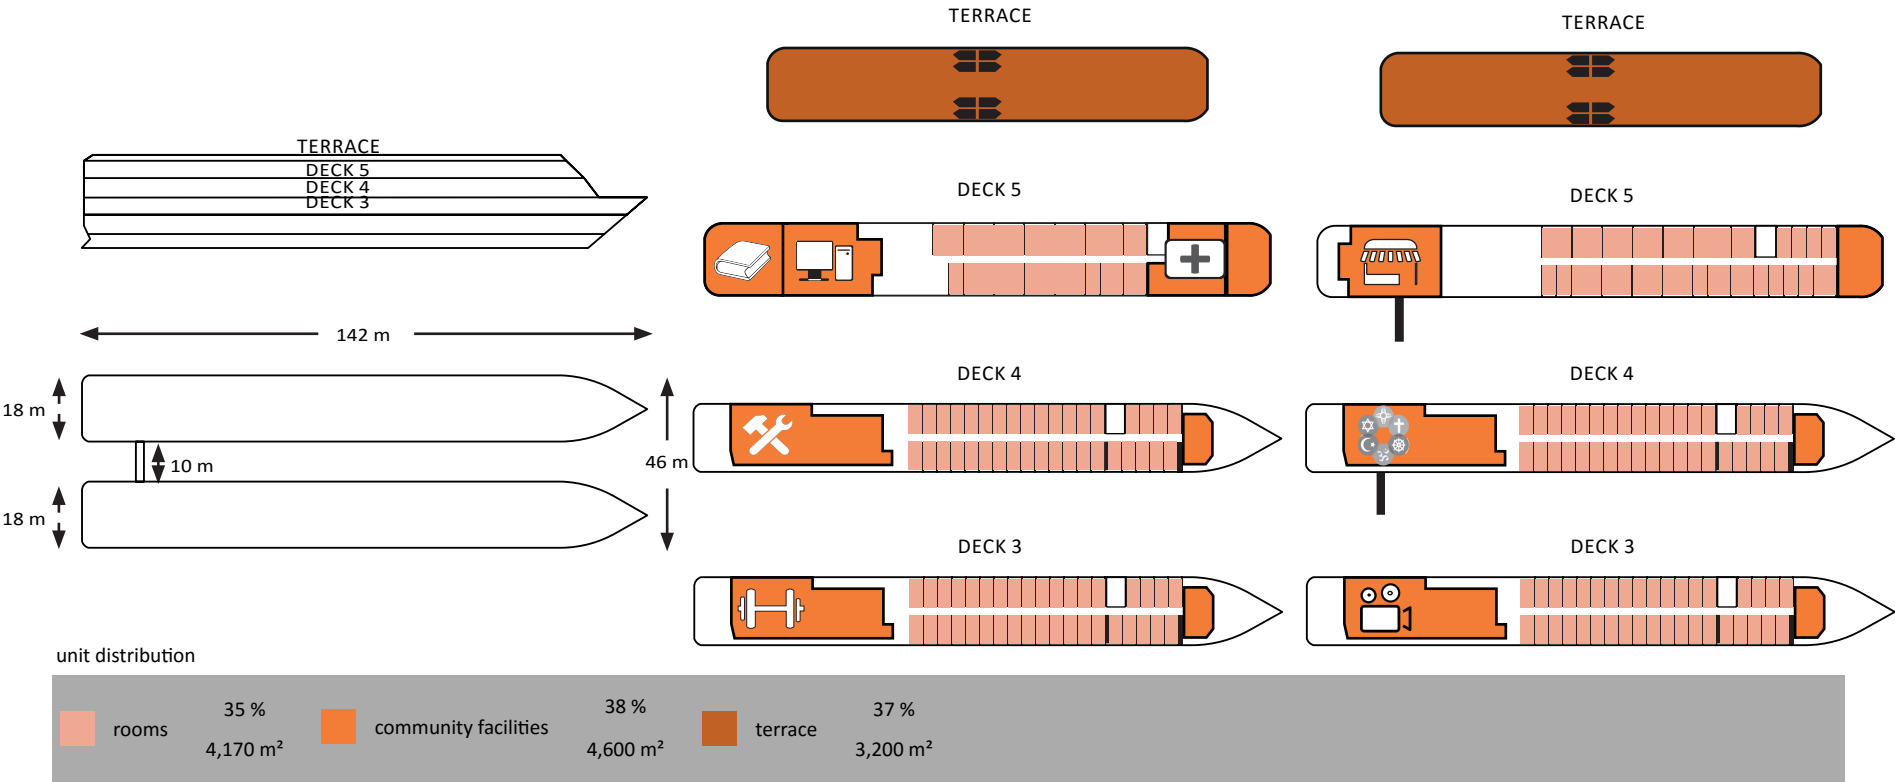 TERRACE
TERRACE
TERRACE
DECK 5
DECK 4
DECK 3
DECK 5
DECK 5
142 m
DECK 4
DECK 4
18 m
10 m
46 m
18 m
DECK 3
DECK 3
unit distribution
rooms
35 %
4,170 m²
community facilities
38 %
4,600 m²
terrace
37 %
3,200 m²